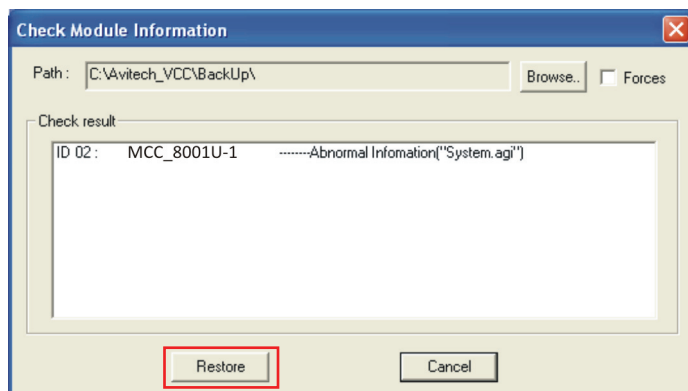 Check Module Information
Path : C:\Avitech_VCC\BackUp\ Browse.. Forces
Check result
ID 02 : MCC_8001U-1 --------Abnormal Infomation("System.agi")
Restore Cancel